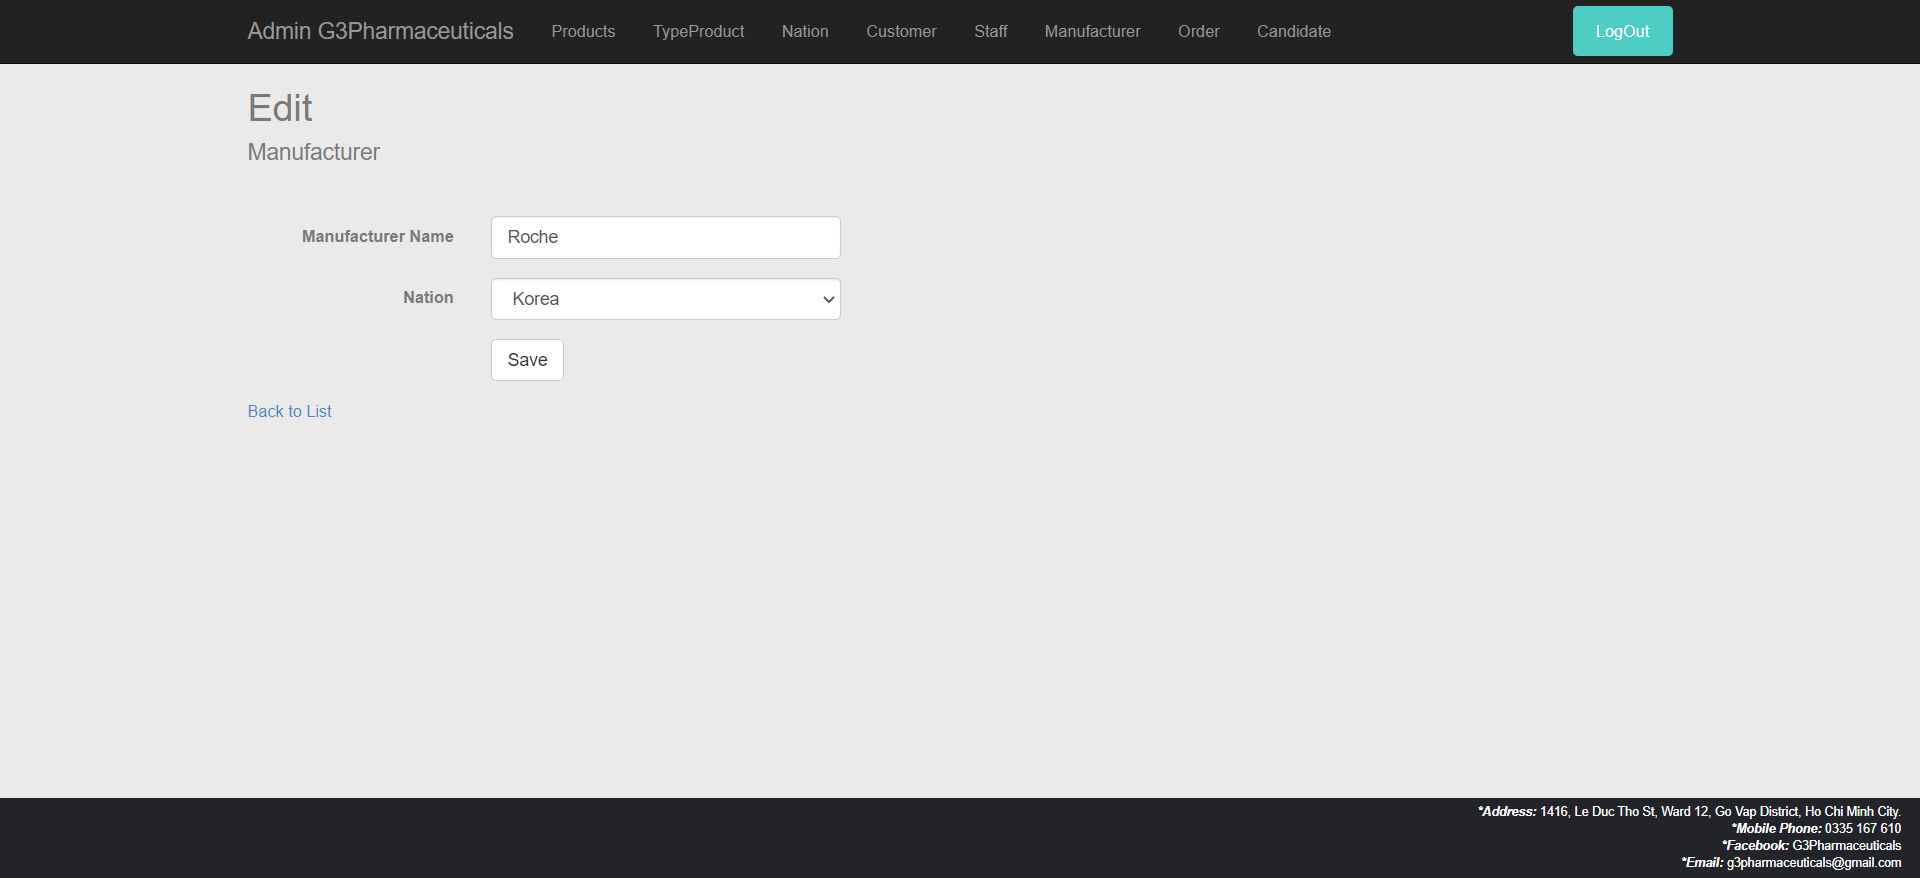 Admin G3Pharmaceuticals Products TypeProduct Nation Customer Staff Manufacturer Order Candidate LogOut
Edit
Manufacturer
Manufacturer Name Roche
Nation Korea
Save
Back to List
*Address: 1416, Le Duc Tho St, Ward 12, Go Vap District, Ho Chi Minh City.
*Mobile Phone: 0335 167 610
*Facebook: G3Pharmaceuticals
*Email: g3pharmaceuticals@gmail.com